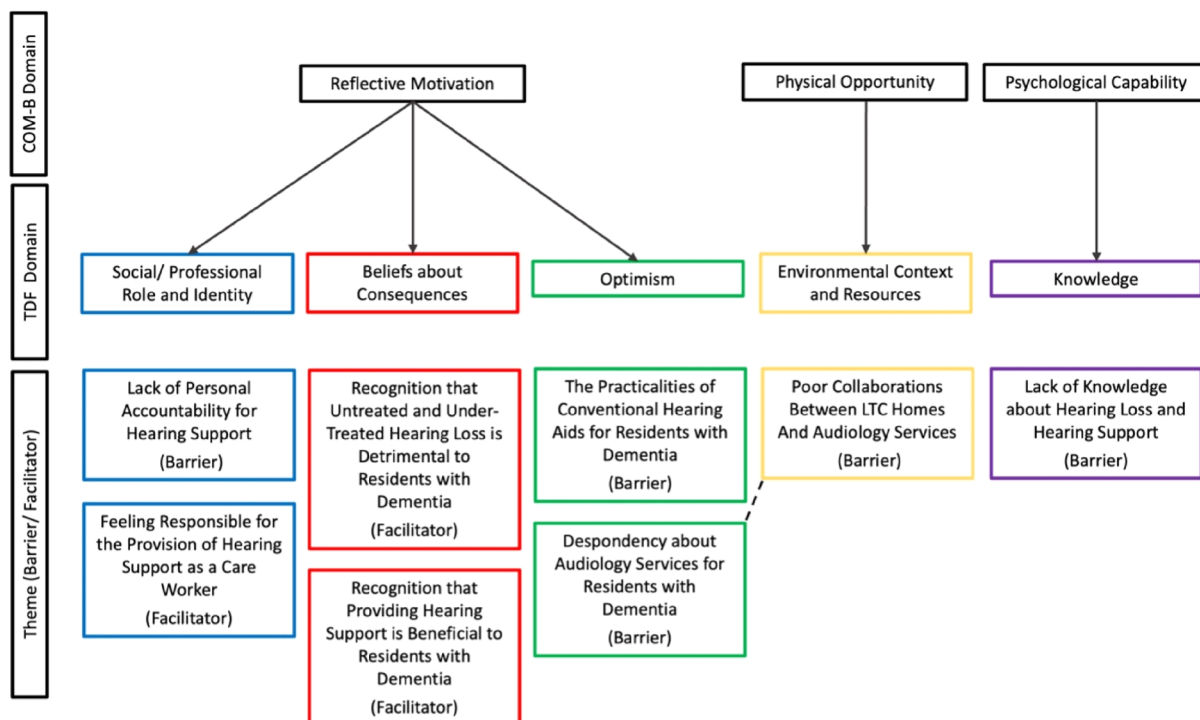 COM-B Domain
Reflective Motivation
Physical Opportunity
Psychological Capability
TDF Domain
Social/ Professional
Role and Identity
Beliefs about
Consequences
Optimism
Environmental Context
and Resources
Knowledge
Theme (Barrier/ Facilitator)
Lack of Personal
Accountability for
Hearing Support
(Barrier)
Feeling Responsible for
the Provision of Hearing
Support as a Care
Worker
(Facilitator)
Recognition that
Untreated and Under-
Treated Hearing Loss is
Detrimental to
Residents with
Dementia
(Facilitator)
Recognition that
Providing Hearing
Support is Beneficial to
Residents with
Dementia
(Facilitator)
The Practicalities of
Conventional Hearing
Aids for Residents with
Dementia
(Barrier)
Despondency about
Audiology Services for
Residents with
Dementia
(Barrier)
Poor Collaborations
Between LTC Homes
And Audiology Services
(Barrier)
Lack of Knowledge
about Hearing Loss and
Hearing Support
(Barrier)